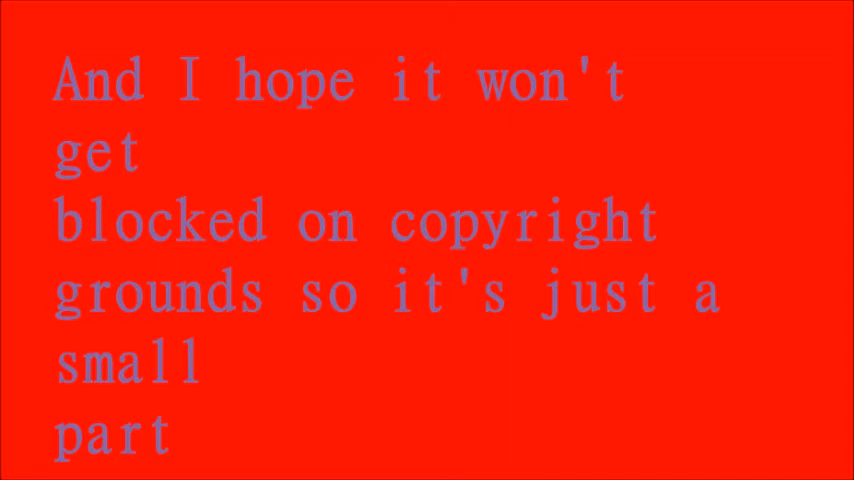 And I hope it won't
get
blocked on copyright
grounds so it's just a
small
part